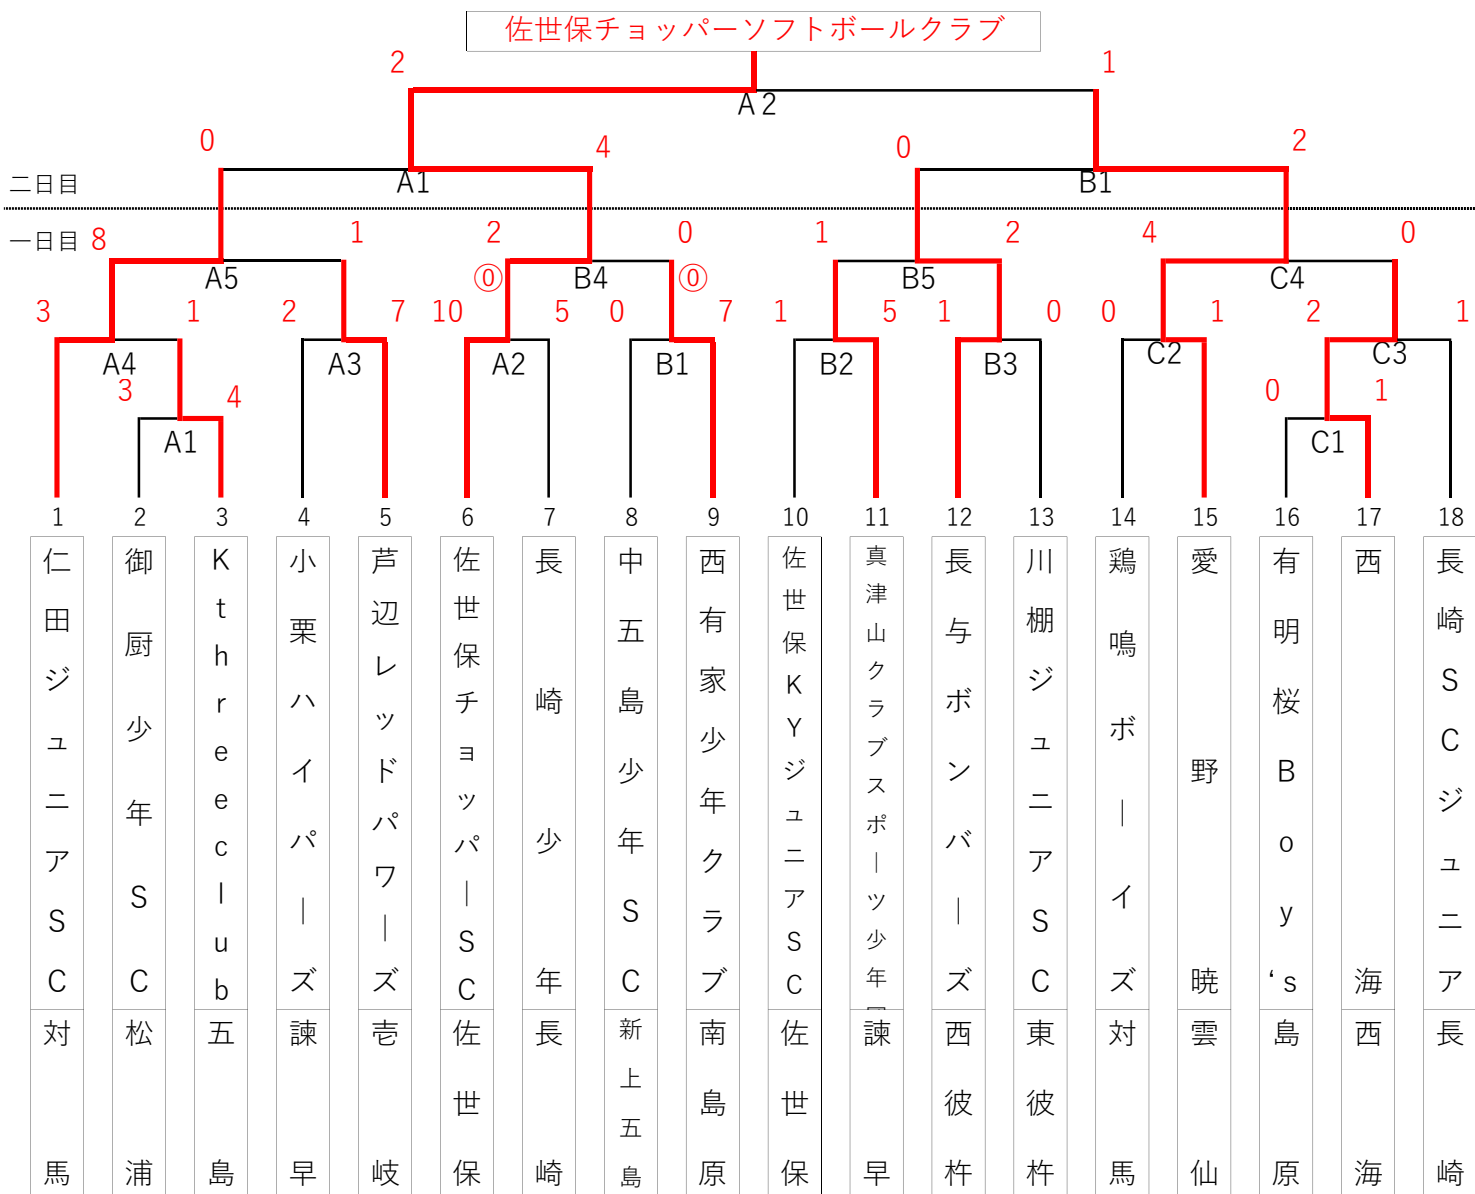 佐世保チョッパーソフトボールクラブ
2 1
A2
0 4 0 2
二日目 A1 B1
一日目 8 1 2 0 1 2 4 0
A5 ⓪ B4 ⓪ B5 C4
3 1 2 7 10 5 0 7 1 5 1 0 0 1 2 1
A4 A3 A2 B1 B2 B3 C2 C3
3 4 0 1
A1 C1
1 2 3 4 5 6 7 8 9 10 11 12 13 14 15 16 17 18
仁田ジュニアSC
御厨少年SC
Kthreeclub
小栗ハイパーズ
芦辺レッドパワーズ
佐世保チョッパーSC
長崎少年
中五島少年SC
西有家少年クラブ
佐世保KYジュニアSC
真津山クラブスポーツ少年
長与ボンバーズ
川棚ジュニアSC
鶏鳴ボーイズ
愛野暁
有明桜Boy‘s
西海
長崎SCジュニア
対馬
松浦
五島
諫早
壱岐
佐世保
長崎
新上五島
南島原
佐世保
諫早
西彼杵
東彼杵
対馬
雲仙
島原
西海
長崎